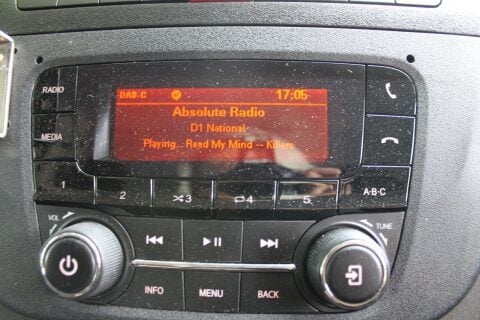 RADIO
DAB-C 17:05
Absolute Radio
D1 National
Playing... Read My Mind -- Killers
MEDIA
1 2 3 4 5 A-B-C
VOL TUNE
INFO MENU BACK